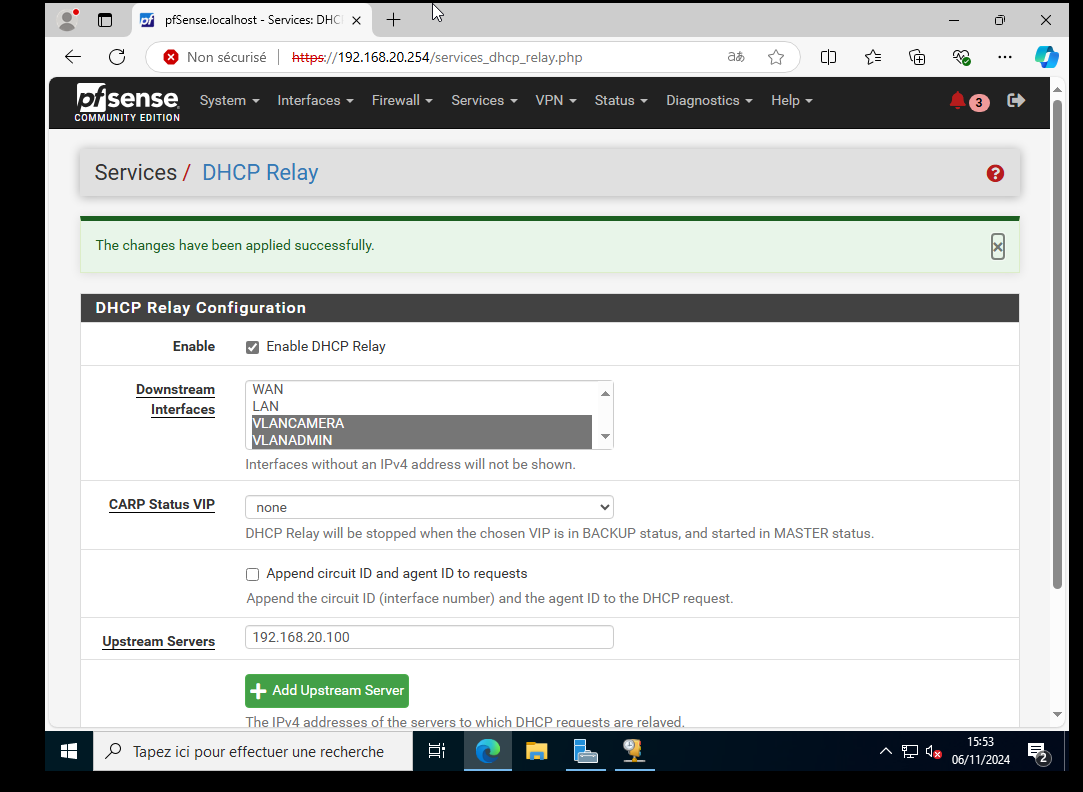 pfSense.localhost - Services: DHC
Non sécurisé
https://192.168.20.254/services_dhcp_relay.php
pfsense
COMMUNITY EDITION
System Interfaces Firewall Services VPN Status Diagnostics Help 3
Services / DHCP Relay
The changes have been applied successfully.
DHCP Relay Configuration
Enable
Enable DHCP Relay
Downstream
Interfaces
WAN
LAN
VLANCAMERA
VLANADMIN
Interfaces without an IPv4 address will not be shown.
CARP Status VIP
none
DHCP Relay will be stopped when the chosen VIP is in BACKUP status, and started in MASTER status.
Append circuit ID and agent ID to requests
Append the circuit ID (interface number) and the agent ID to the DHCP request.
Upstream Servers
192.168.20.100
Add Upstream Server
The IPv4 addresses of the servers to which DHCP requests are relayed.
Tapez ici pour effectuer une recherche
15:53
06/11/2024
2